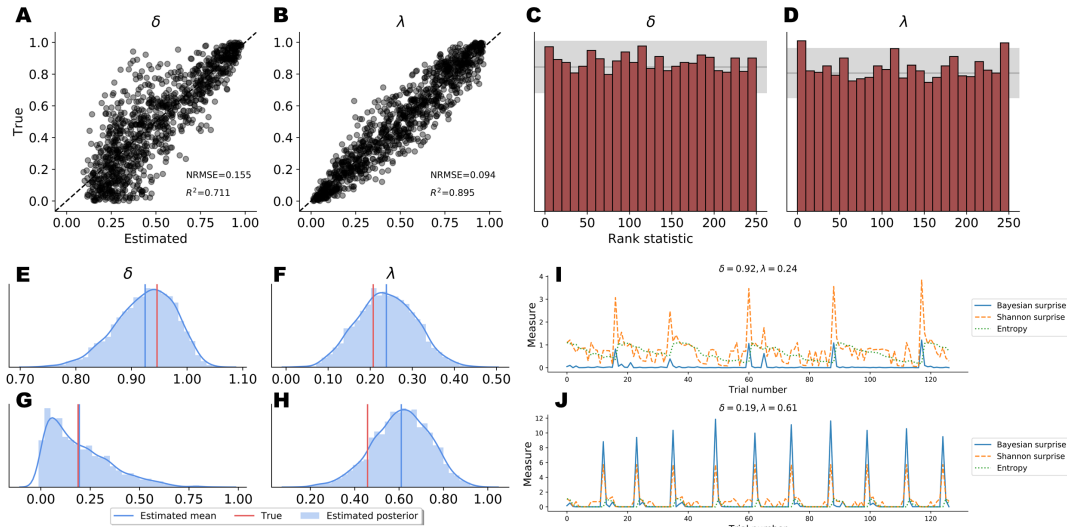 A
δ
B
λ
C
δ
D
λ
True
1.0
0.8
0.6
0.4
0.2
0.0
NRMSE=0.155
R²=0.711
0.00 0.25 0.50 0.75 1.00
Estimated
1.0
0.8
0.6
0.4
0.2
0.0
NRMSE=0.094
R²=0.895
0.00 0.25 0.50 0.75 1.00
0 50 100 150 200 250
Rank statistic
0 50 100 150 200 250
E
δ
0.70 0.80 0.90 1.00 1.10
F
λ
0.00 0.10 0.20 0.30 0.40 0.50
G
0.00 0.25 0.50 0.75 1.00
H
0.20 0.40 0.60 0.80 1.00
Estimated mean
True
Estimated posterior
I
δ = 0.92, λ = 0.24
Measure
4
3
2
1
0
0 20 40 60 80 100 120
Trial number
Bayesian surprise
Shannon surprise
Entropy
J
δ = 0.19, λ = 0.61
Measure
12
10
8
6
4
2
0
0 20 40 60 80 100 120
Trial number
Bayesian surprise
Shannon surprise
Entropy